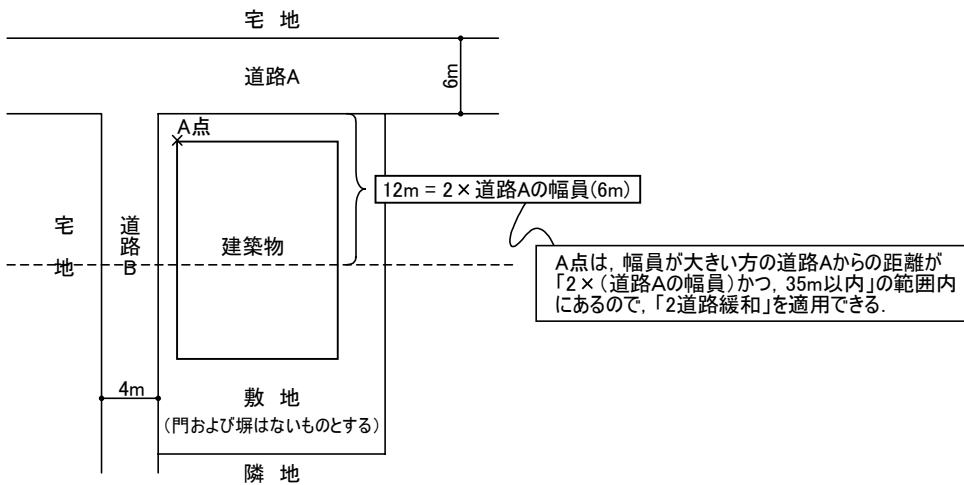 宅 地
道路A
6m
A点
12m = 2×道路Aの幅員(6m)
宅
地
道
路
B
建築物
A点は，幅員が大きい方の道路Aからの距離が
「2×(道路Aの幅員)かつ，35m以内」の範囲内
にあるので，「2道路緩和」を適用できる．
4m
敷 地
(門および塀はないものとする)
隣 地